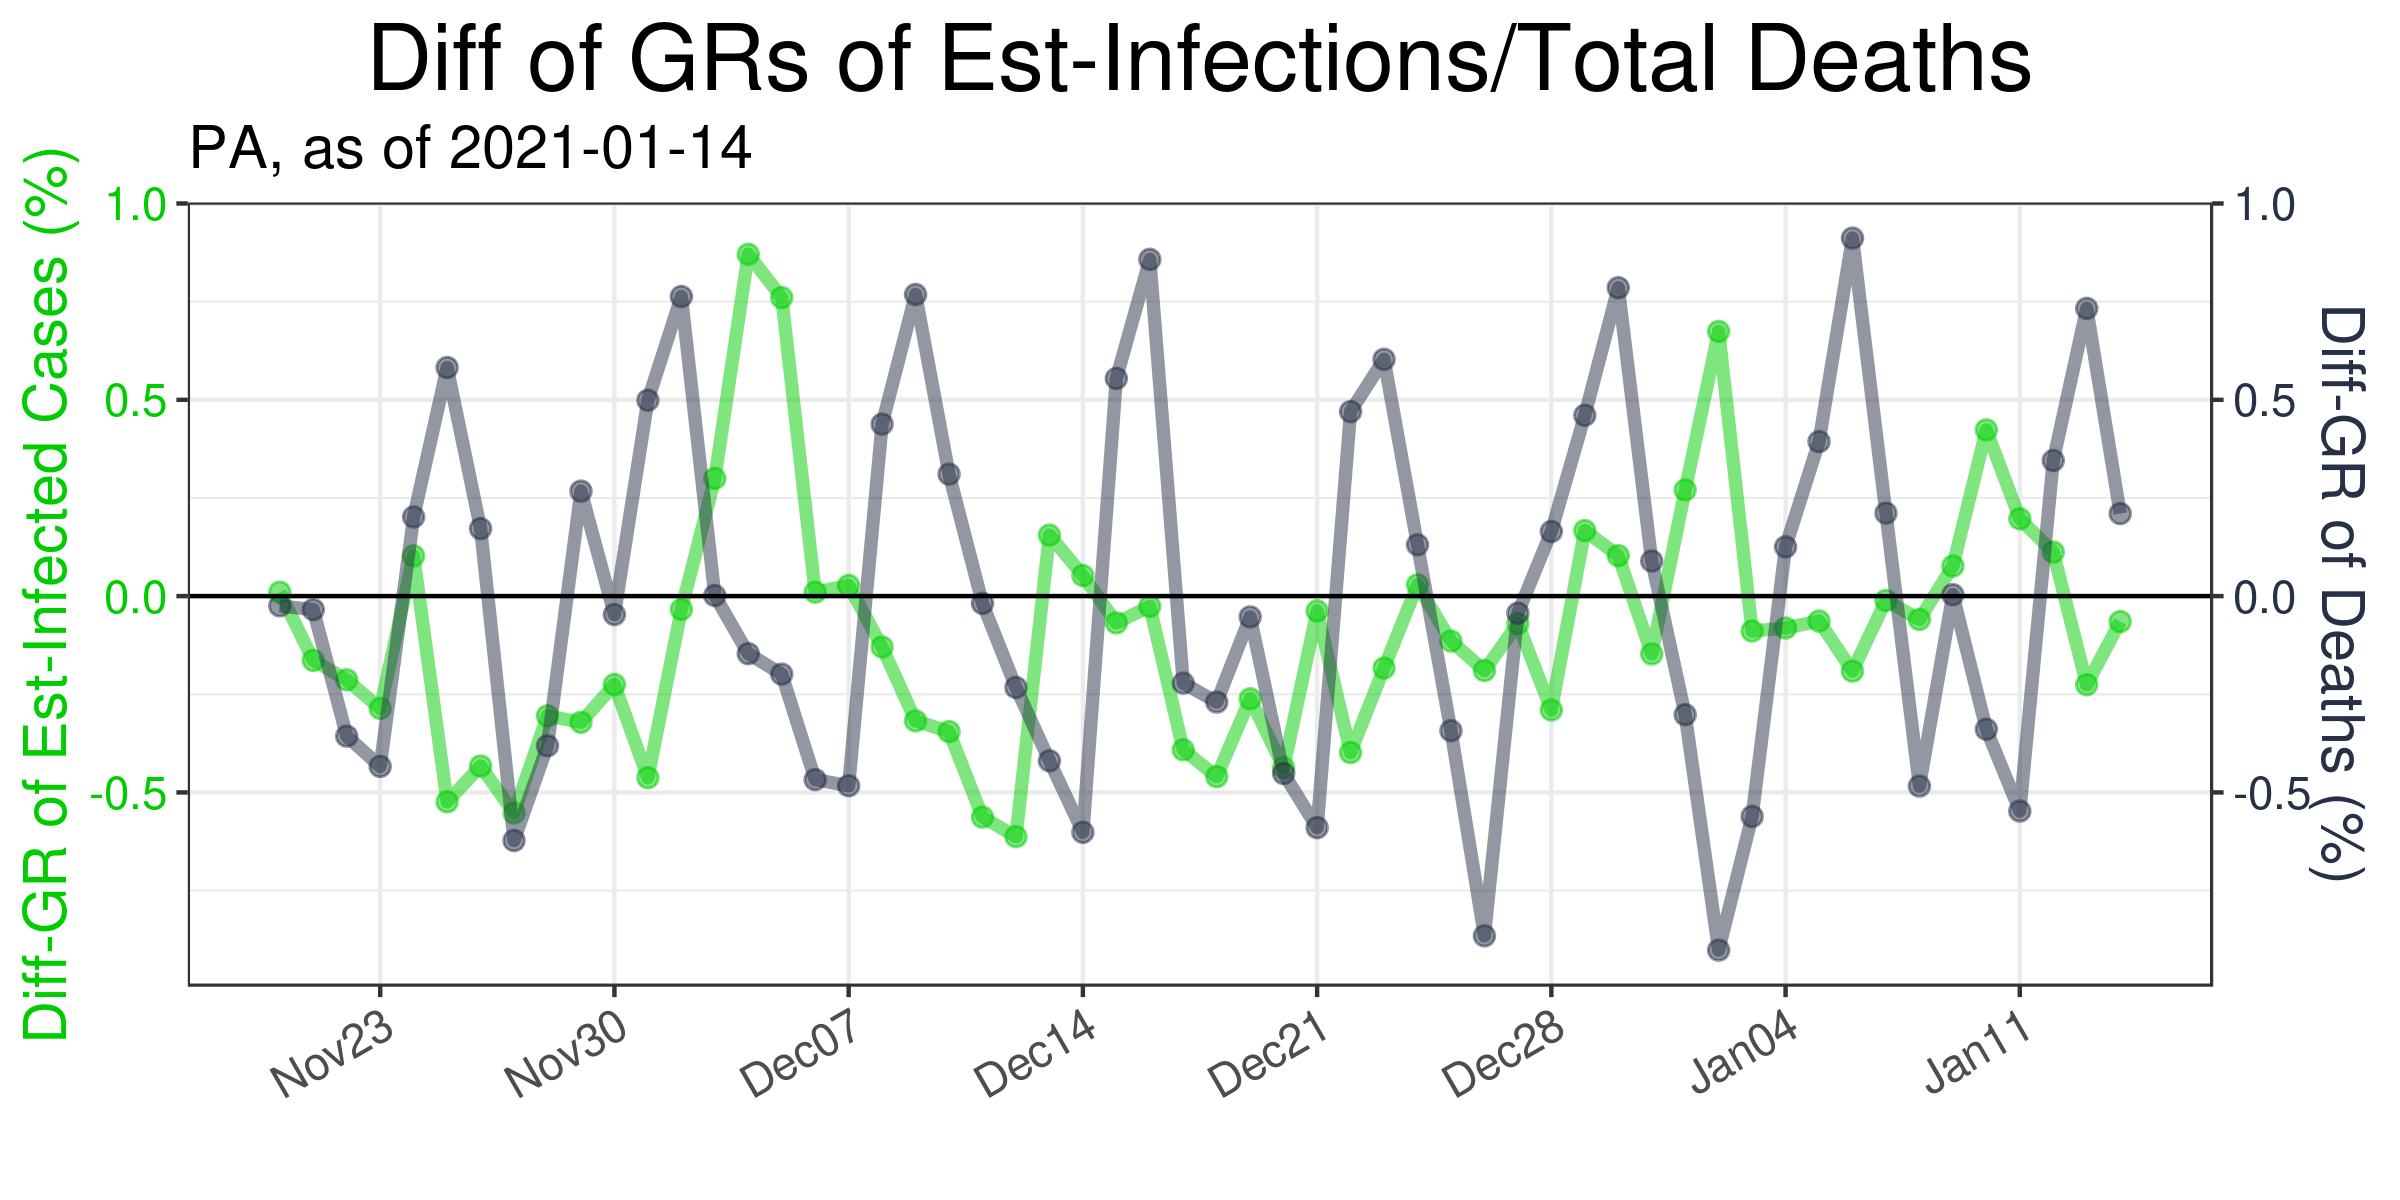 Diff of GRs of Est-Infections/Total Deaths
PA, as of 2021-01-14
Diff-GR of Est-Infected Cases (%)
1.0
0.5
0.0
-0.5
1.0
0.5
0.0
-0.5
Diff-GR of Deaths (%)
Nov23 Nov30 Dec07 Dec14 Dec21 Dec28 Jan04 Jan11